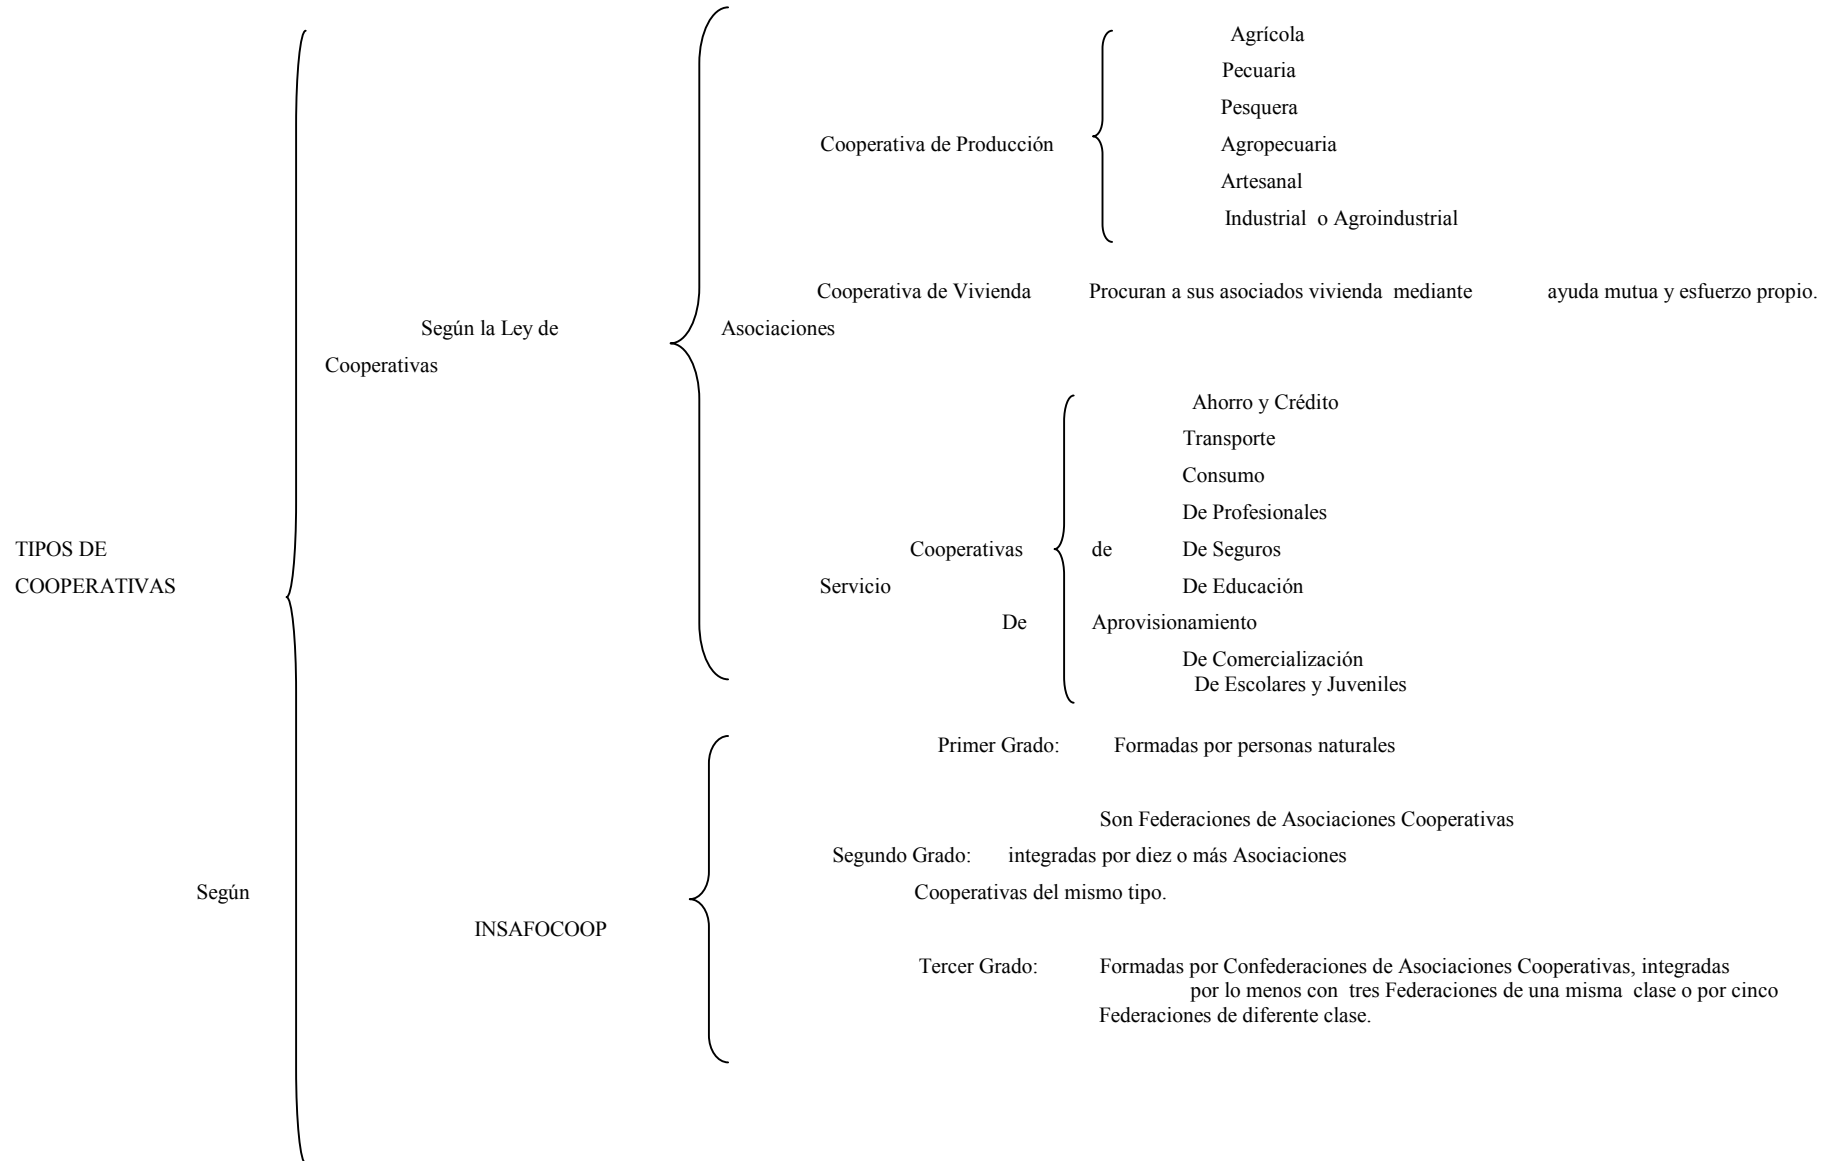 Agrícola
Pecuaria
Pesquera
Cooperativa de Producción Agropecuaria
Artesanal
Industrial o Agroindustrial
Cooperativa de Vivienda Procuran a sus asociados vivienda mediante ayuda mutua y esfuerzo propio.
Según la Ley de Asociaciones
Cooperativas
Ahorro y Crédito
Transporte
Consumo
De Profesionales
TIPOS DE Cooperativas de De Seguros
COOPERATIVAS Servicio De Educación
De Aprovisionamiento
De Comercialización
De Escolares y Juveniles
Primer Grado: Formadas por personas naturales
Son Federaciones de Asociaciones Cooperativas
Segundo Grado: integradas por diez o más Asociaciones
Según Cooperativas del mismo tipo.
INSAFOCOOP
Tercer Grado: Formadas por Confederaciones de Asociaciones Cooperativas, integradas
por lo menos con tres Federaciones de una misma clase o por cinco
Federaciones de diferente clase.